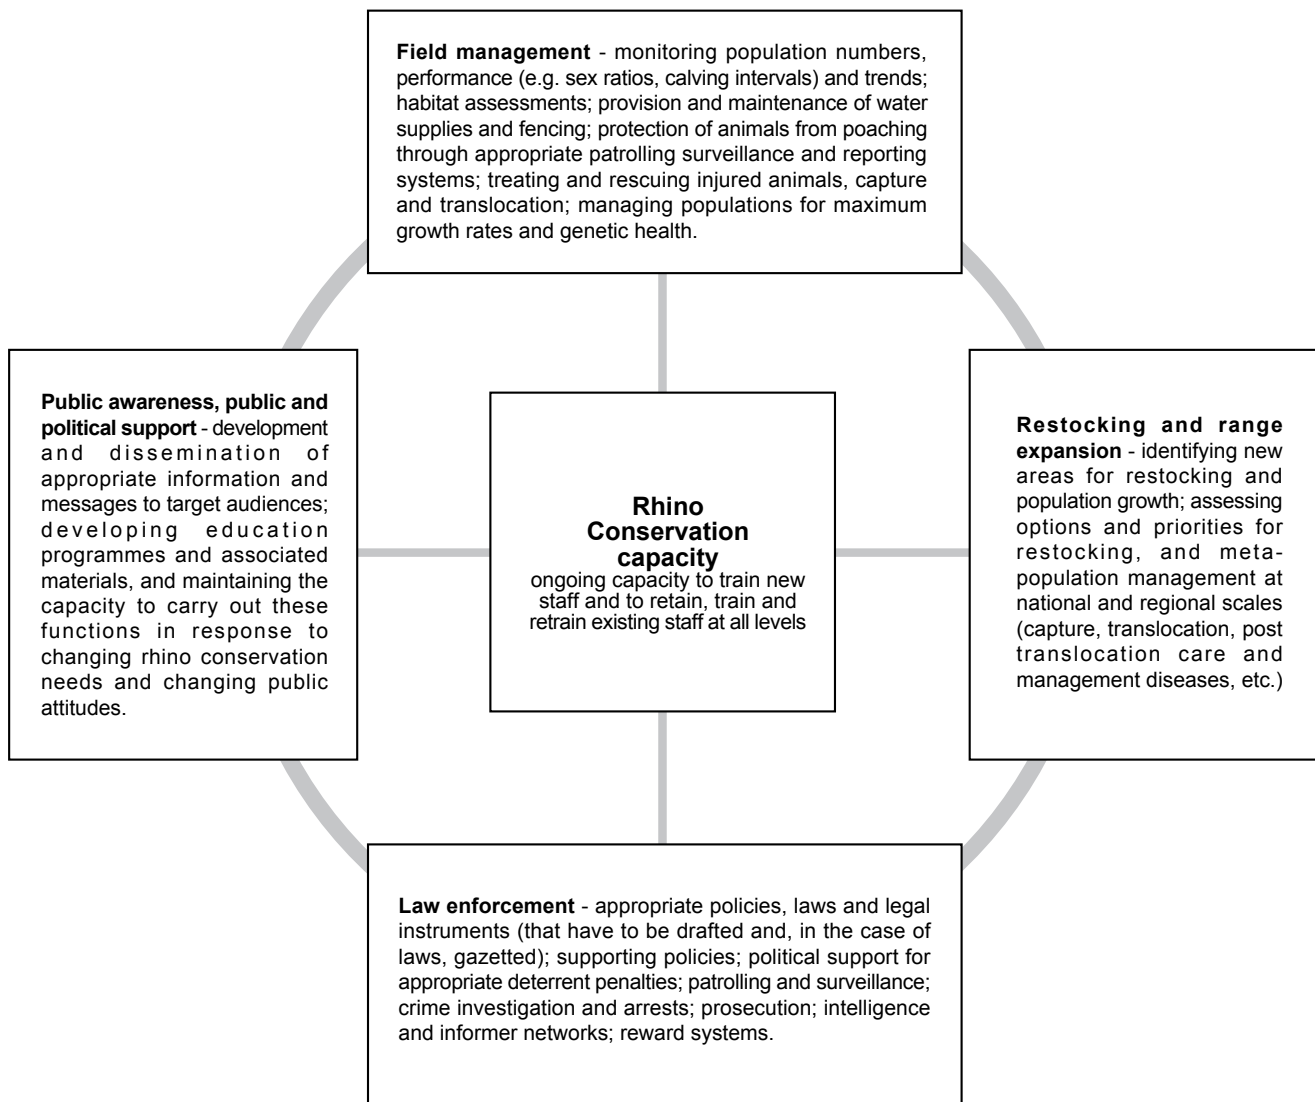 Field management - monitoring population numbers,
performance (e.g. sex ratios, calving intervals) and trends;
habitat assessments; provision and maintenance of water
supplies and fencing; protection of animals from poaching
through appropriate patrolling surveillance and reporting
systems; treating and rescuing injured animals, capture
and translocation; managing populations for maximum
growth rates and genetic health.
Public awareness, public and
political support - development
and dissemination of
appropriate information and
messages to target audiences;
developing education
programmes and associated
materials, and maintaining the
capacity to carry out these
functions in response to
changing rhino conservation
needs and changing public
attitudes.
Rhino
Conservation
capacity
ongoing capacity to train new
staff and to retain, train and
retrain existing staff at all levels
Restocking and range
expansion - identifying new
areas for restocking and
population growth; assessing
options and priorities for
restocking, and meta-
population management at
national and regional scales
(capture, translocation, post
translocation care and
management diseases, etc.)
Law enforcement - appropriate policies, laws and legal
instruments (that have to be drafted and, in the case of
laws, gazetted); supporting policies; political support for
appropriate deterrent penalties; patrolling and surveillance;
crime investigation and arrests; prosecution; intelligence
and informer networks; reward systems.